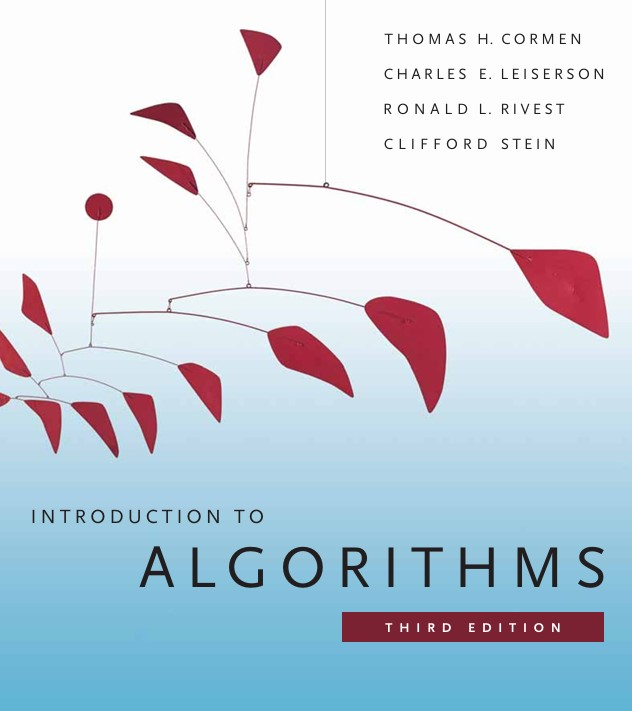 THOMAS H. CORMEN
CHARLES E. LEISERSON
RONALD L. RIVEST
CLIFFORD STEIN
INTRODUCTION TO
ALGORITHMS
THIRD EDITION